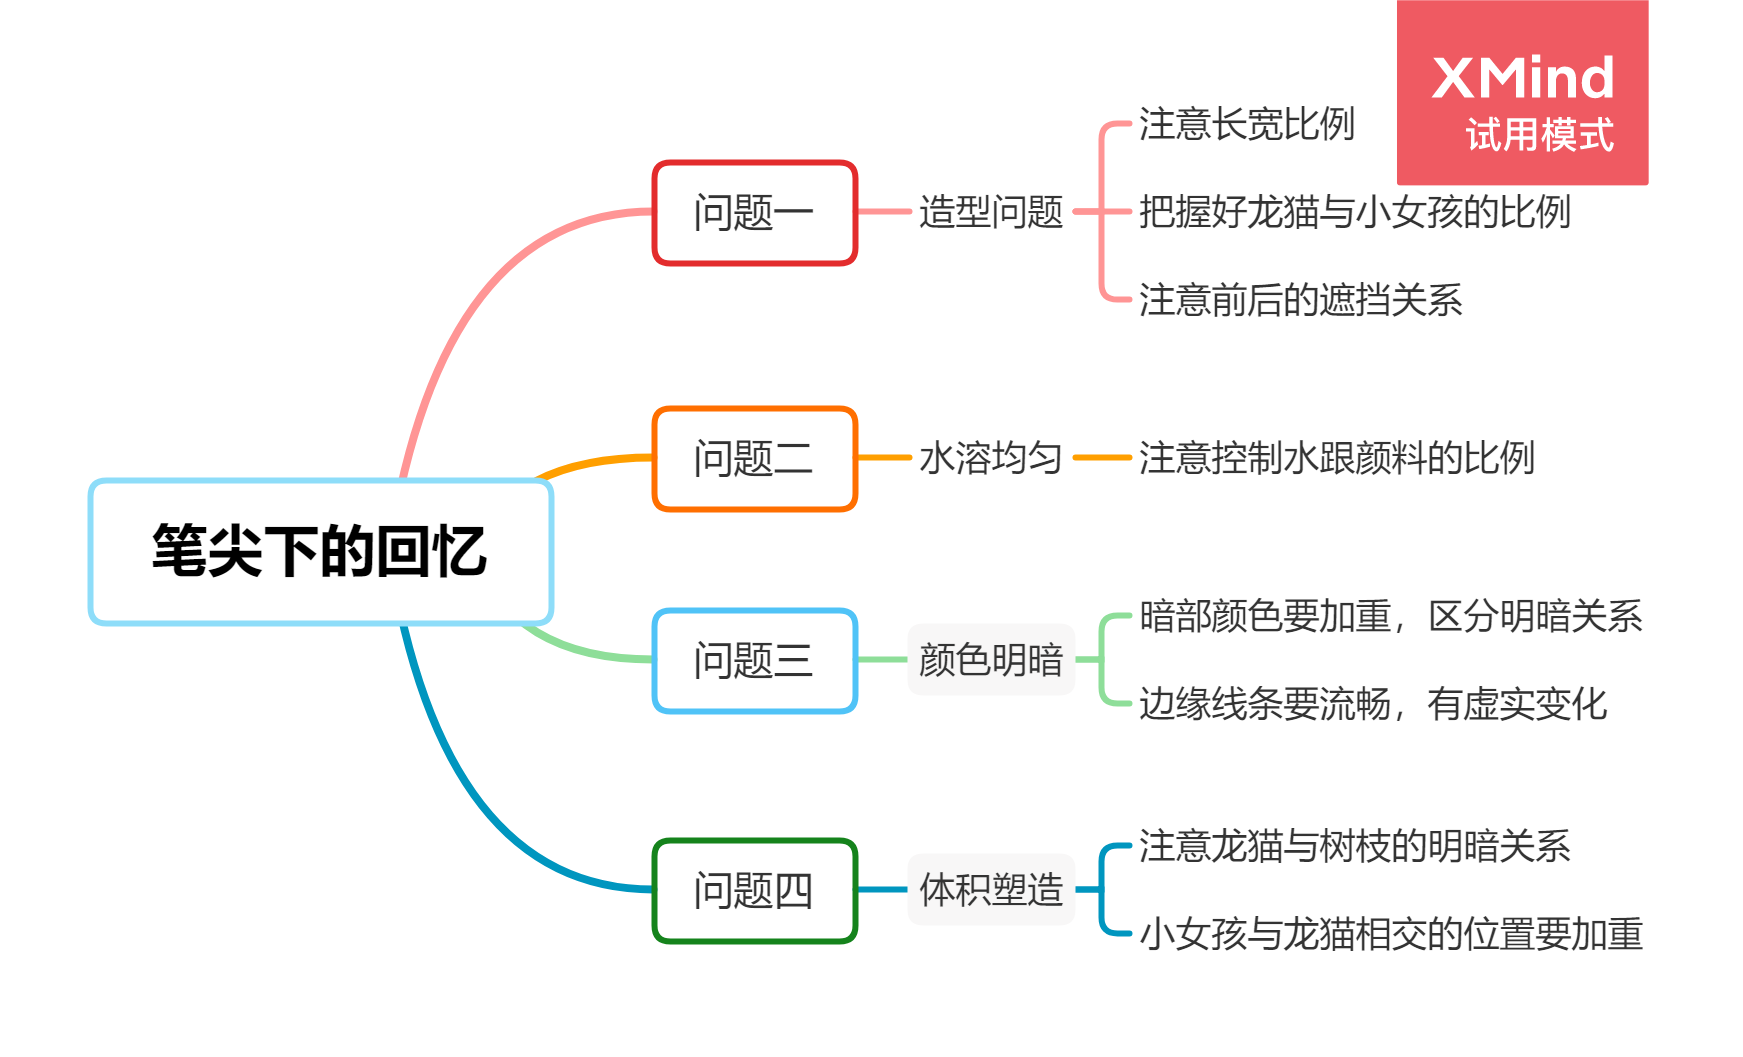 XMind
试用模式
笔尖下的回忆
问题一
造型问题
注意长宽比例
把握好龙猫与小女孩的比例
注意前后的遮挡关系
问题二
水溶均匀
注意控制水跟颜料的比例
问题三
颜色明暗
暗部颜色要加重，区分明暗关系
边缘线条要流畅，有虚实变化
问题四
体积塑造
注意龙猫与树枝的明暗关系
小女孩与龙猫相交的位置要加重